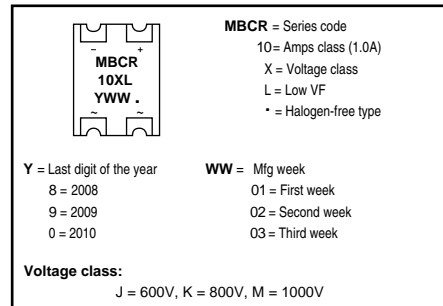 − +
MBCR
10XL
YWW .
~ ~
MBCR = Series code
10= Amps class (1.0A)
X = Voltage class
L = Low VF
· = Halogen-free type
Y = Last digit of the year
8 = 2008
9 = 2009
0 = 2010
WW = Mfg week
01 = First week
02 = Second week
03 = Third week
Voltage class:
J = 600V, K = 800V, M = 1000V